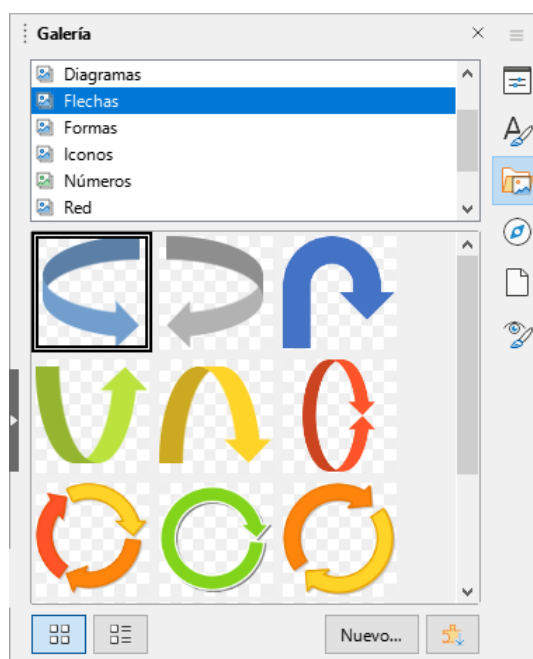 Galería
Diagramas
Flechas
Formas
Iconos
Números
Red
Nuevo...